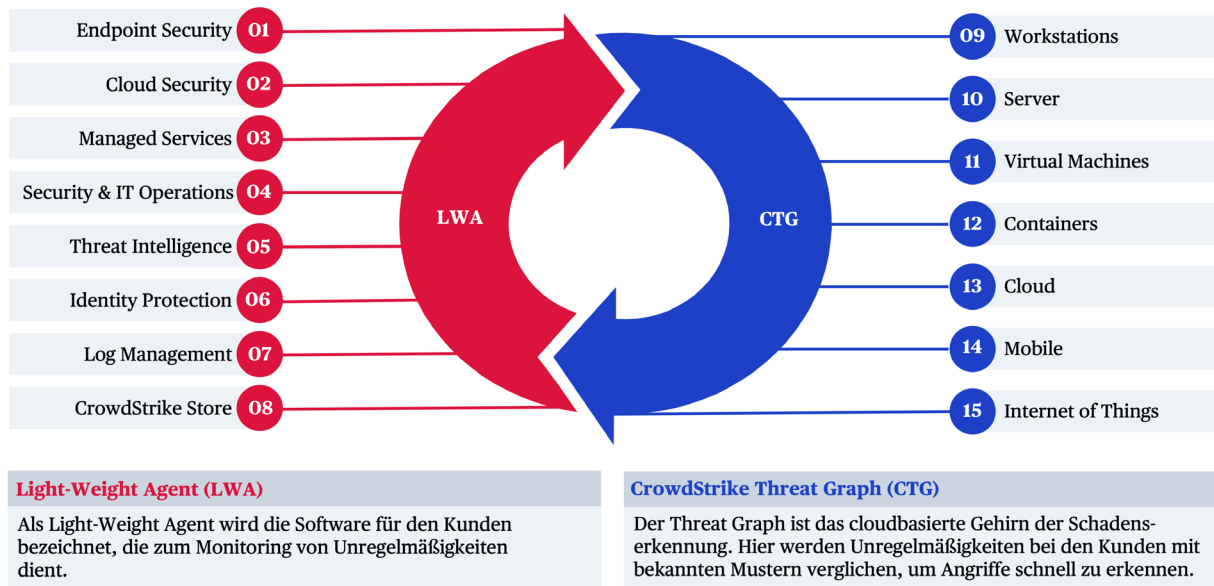 Endpoint Security 01
Cloud Security 02
Managed Services 03
Security & IT Operations 04
Threat Intelligence 05
Identity Protection 06
Log Management 07
CrowdStrike Store 08
LWA
CTG
09 Workstations
10 Server
11 Virtual Machines
12 Containers
13 Cloud
14 Mobile
15 Internet of Things
Light-Weight Agent (LWA)
Als Light-Weight Agent wird die Software für den Kunden
bezeichnet, die zum Monitoring von Unregelmäßigkeiten
dient.
CrowdStrike Threat Graph (CTG)
Der Threat Graph ist das cloudbasierte Gehirn der Schadens-
erkennung. Hier werden Unregelmäßigkeiten bei den Kunden mit
bekannten Mustern verglichen, um Angriffe schnell zu erkennen.